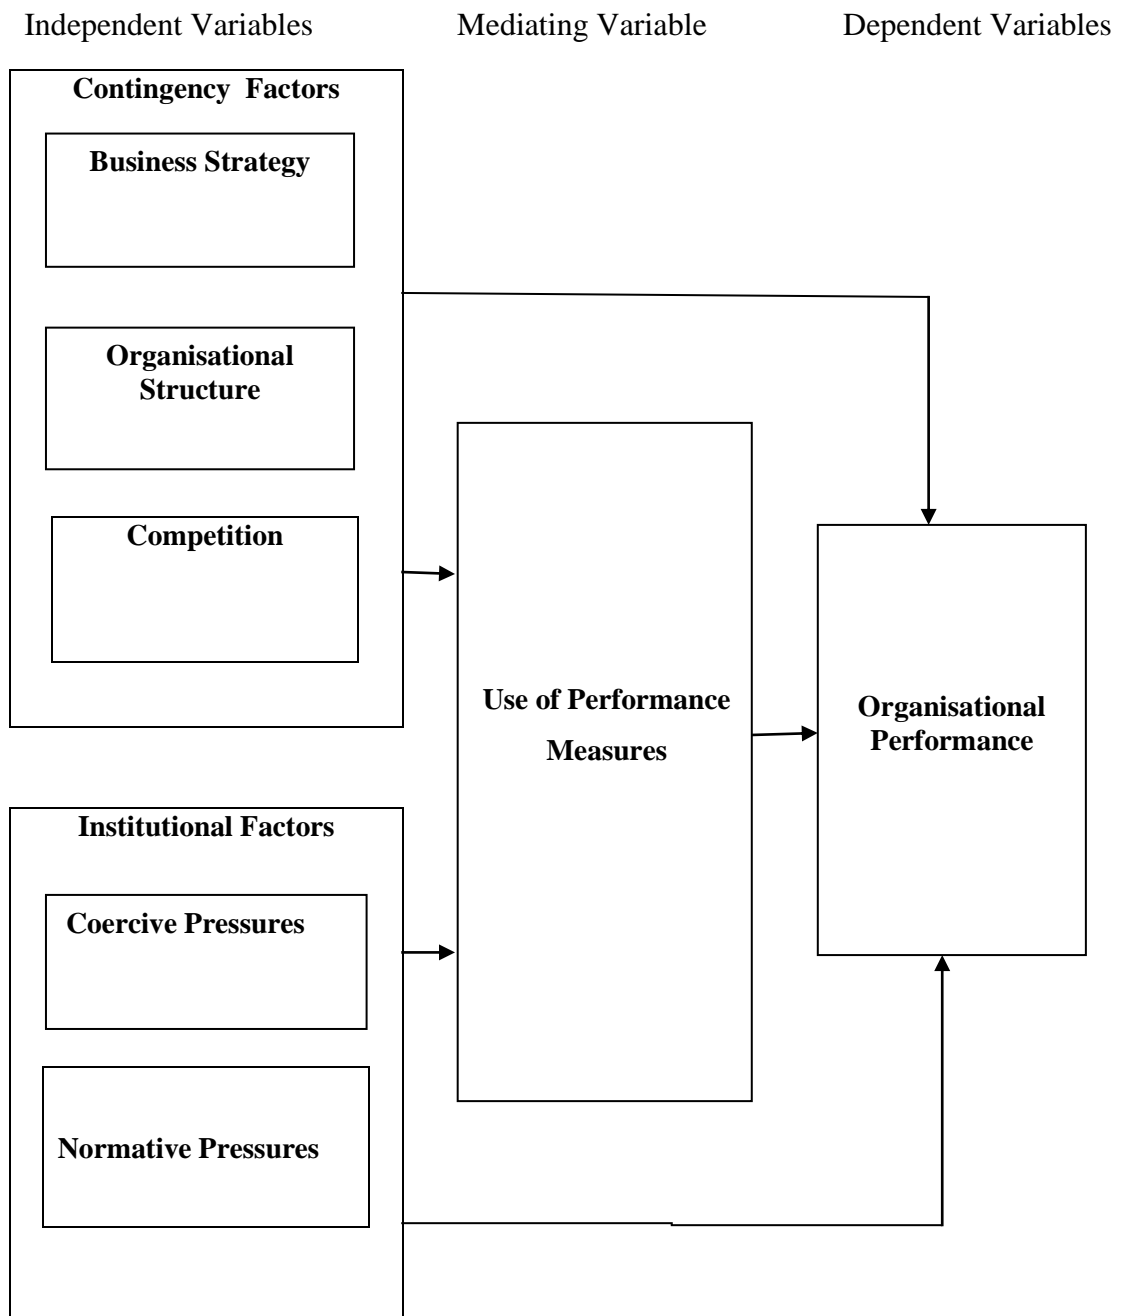 Independent Variables
Mediating Variable
Dependent Variables
Contingency Factors
Business Strategy
Organisational
Structure
Competition
Use of Performance
Measures
Organisational
Performance
Institutional Factors
Coercive Pressures
Normative Pressures